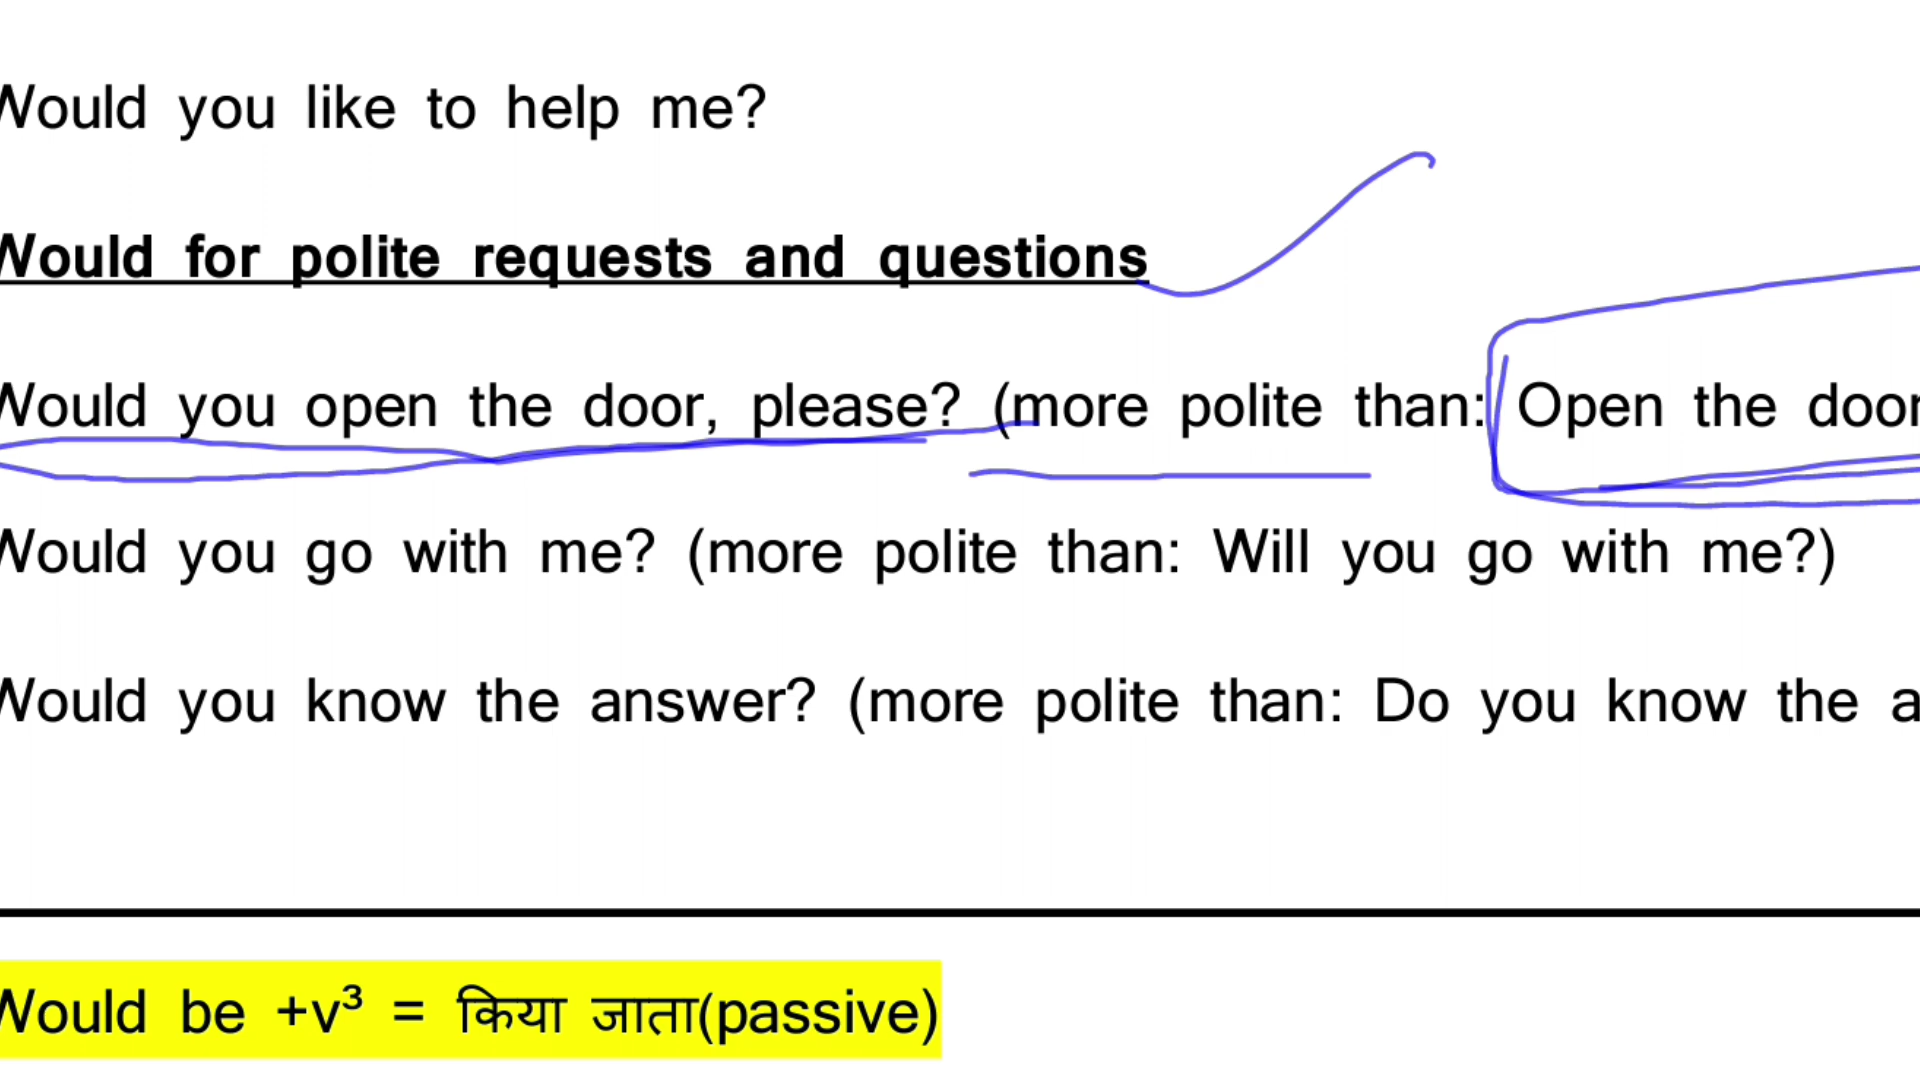 Would you like to help me?
Would for polite requests and questions
Would you open the door, please? (more polite than: Open the door
Would you go with me? (more polite than: Will you go with me?)
Would you know the answer? (more polite than: Do you know the a
Would be +v³ = किया जाता(passive)